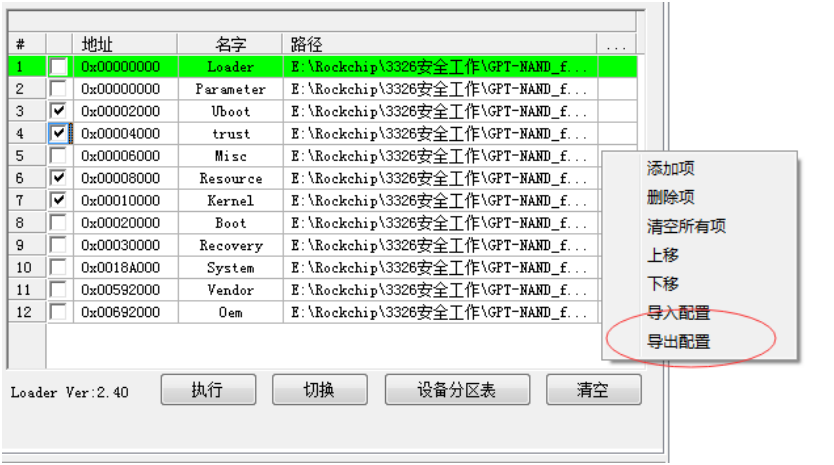 # 地址 名字 路径 ...
1 0x00000000 Loader E:\Rockchip\3326安全工作\GPT-NAND_f...
2 0x00000000 Parameter E:\Rockchip\3326安全工作\GPT-NAND_f...
3 0x00002000 Uboot E:\Rockchip\3326安全工作\GPT-NAND_f...
4 0x00004000 trust E:\Rockchip\3326安全工作\GPT-NAND_f...
5 0x00006000 Misc E:\Rockchip\3326安全工作\GPT-NAND_f...
6 0x00008000 Resource E:\Rockchip\3326安全工作\GPT-NAND_f...
7 0x00010000 Kernel E:\Rockchip\3326安全工作\GPT-NAND_f...
8 0x00020000 Boot E:\Rockchip\3326安全工作\GPT-NAND_f...
9 0x00030000 Recovery E:\Rockchip\3326安全工作\GPT-NAND_f...
10 0x0018A000 System E:\Rockchip\3326安全工作\GPT-NAND_f...
11 0x00592000 Vendor E:\Rockchip\3326安全工作\GPT-NAND_f...
12 0x00692000 Oem E:\Rockchip\3326安全工作\GPT-NAND_f...
添加项
删除项
清空所有项
上移
下移
导入配置
导出配置
Loader Ver:2.40 执行 切换 设备分区表 清空